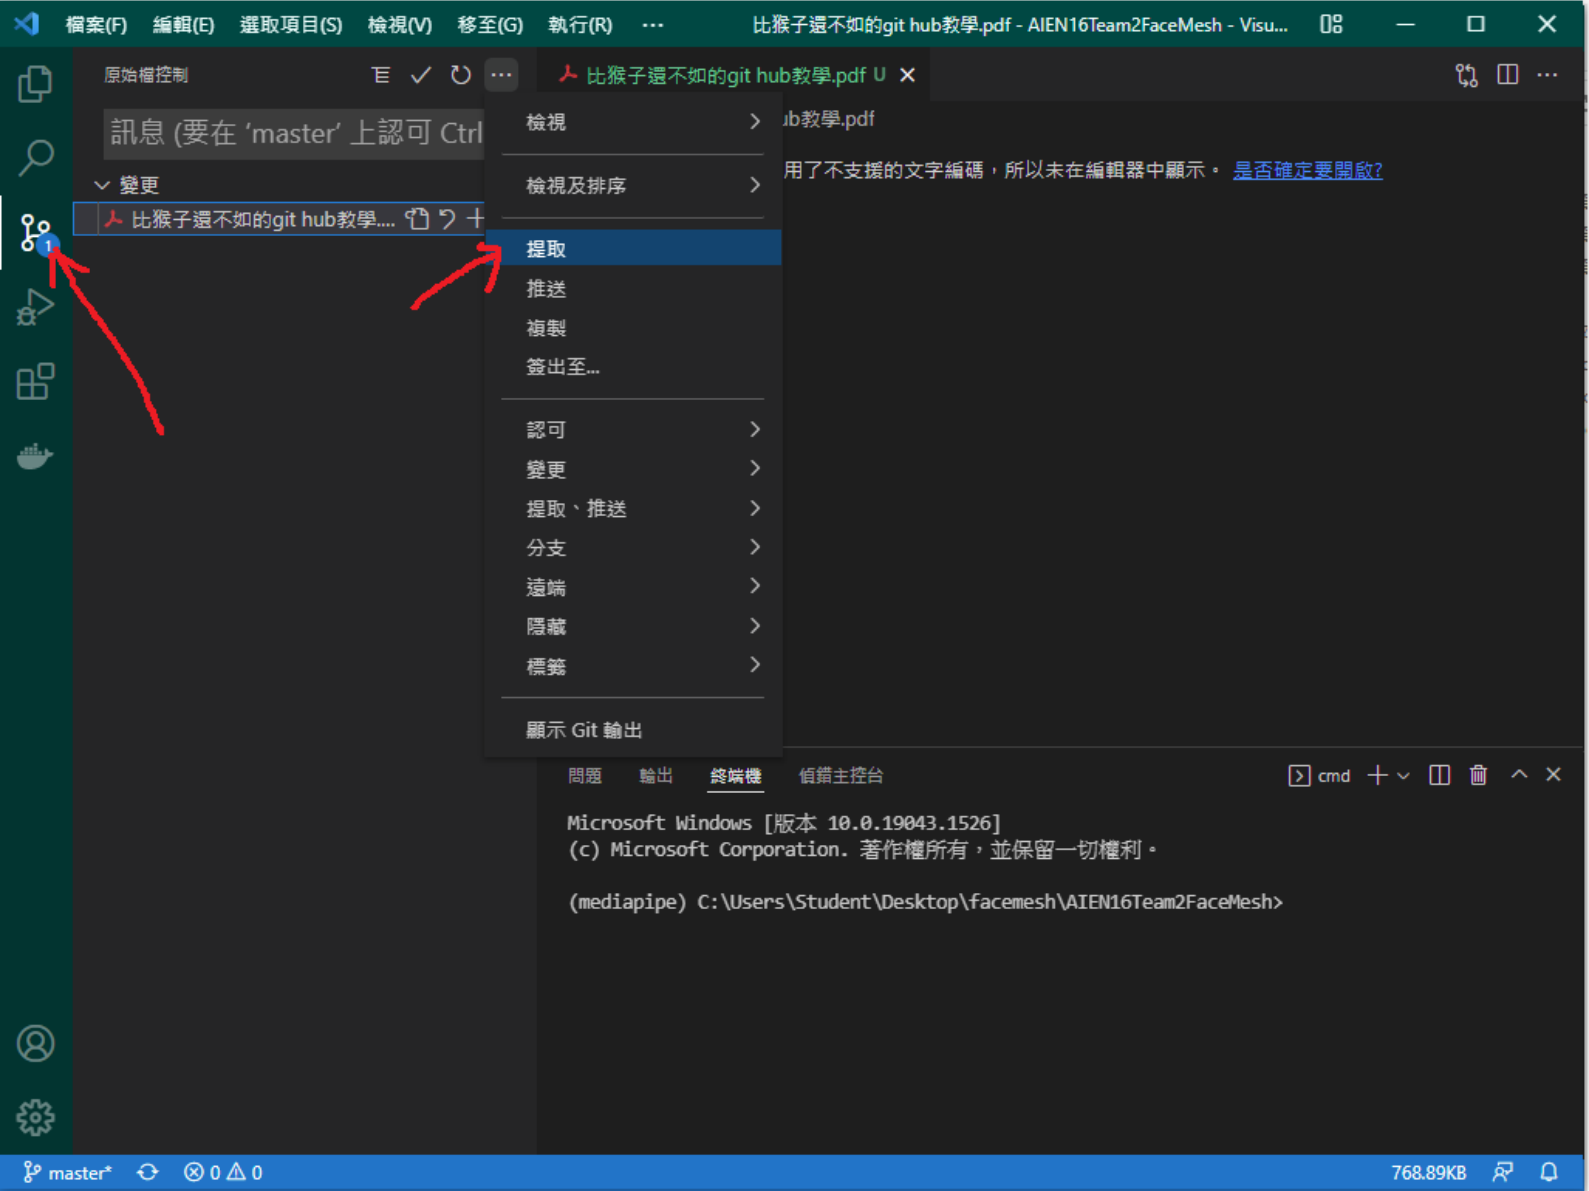 檔案(F) 編輯(E) 選取項目(S) 檢視(V) 移至(G) 執行(R) ··· 比猴子還不如的git hub教學.pdf - AIEN16Team2FaceMesh - Visu...
原始檔控制
比猴子還不如的git hub教學.pdf U
訊息 (要在 ‘master’ 上認可 Ctrl
變更
比猴子還不如的git hub教學....
1
檢視
檢視及排序
提取
推送
複製
簽出至...
認可
變更
提取、推送
分支
遠端
隱藏
標籤
顯示 Git 輸出
ub教學.pdf
用了不支援的文字編碼，所以未在編輯器中顯示。 是否確定要開啟?
問題 輸出 終端機 偵錯主控台 cmd
Microsoft Windows [版本 10.0.19043.1526]
(c) Microsoft Corporation. 著作權所有，並保留一切權利。
(mediapipe) C:\Users\Student\Desktop\facemesh\AIEN16Team2FaceMesh>
master* 0 0 768.89KB